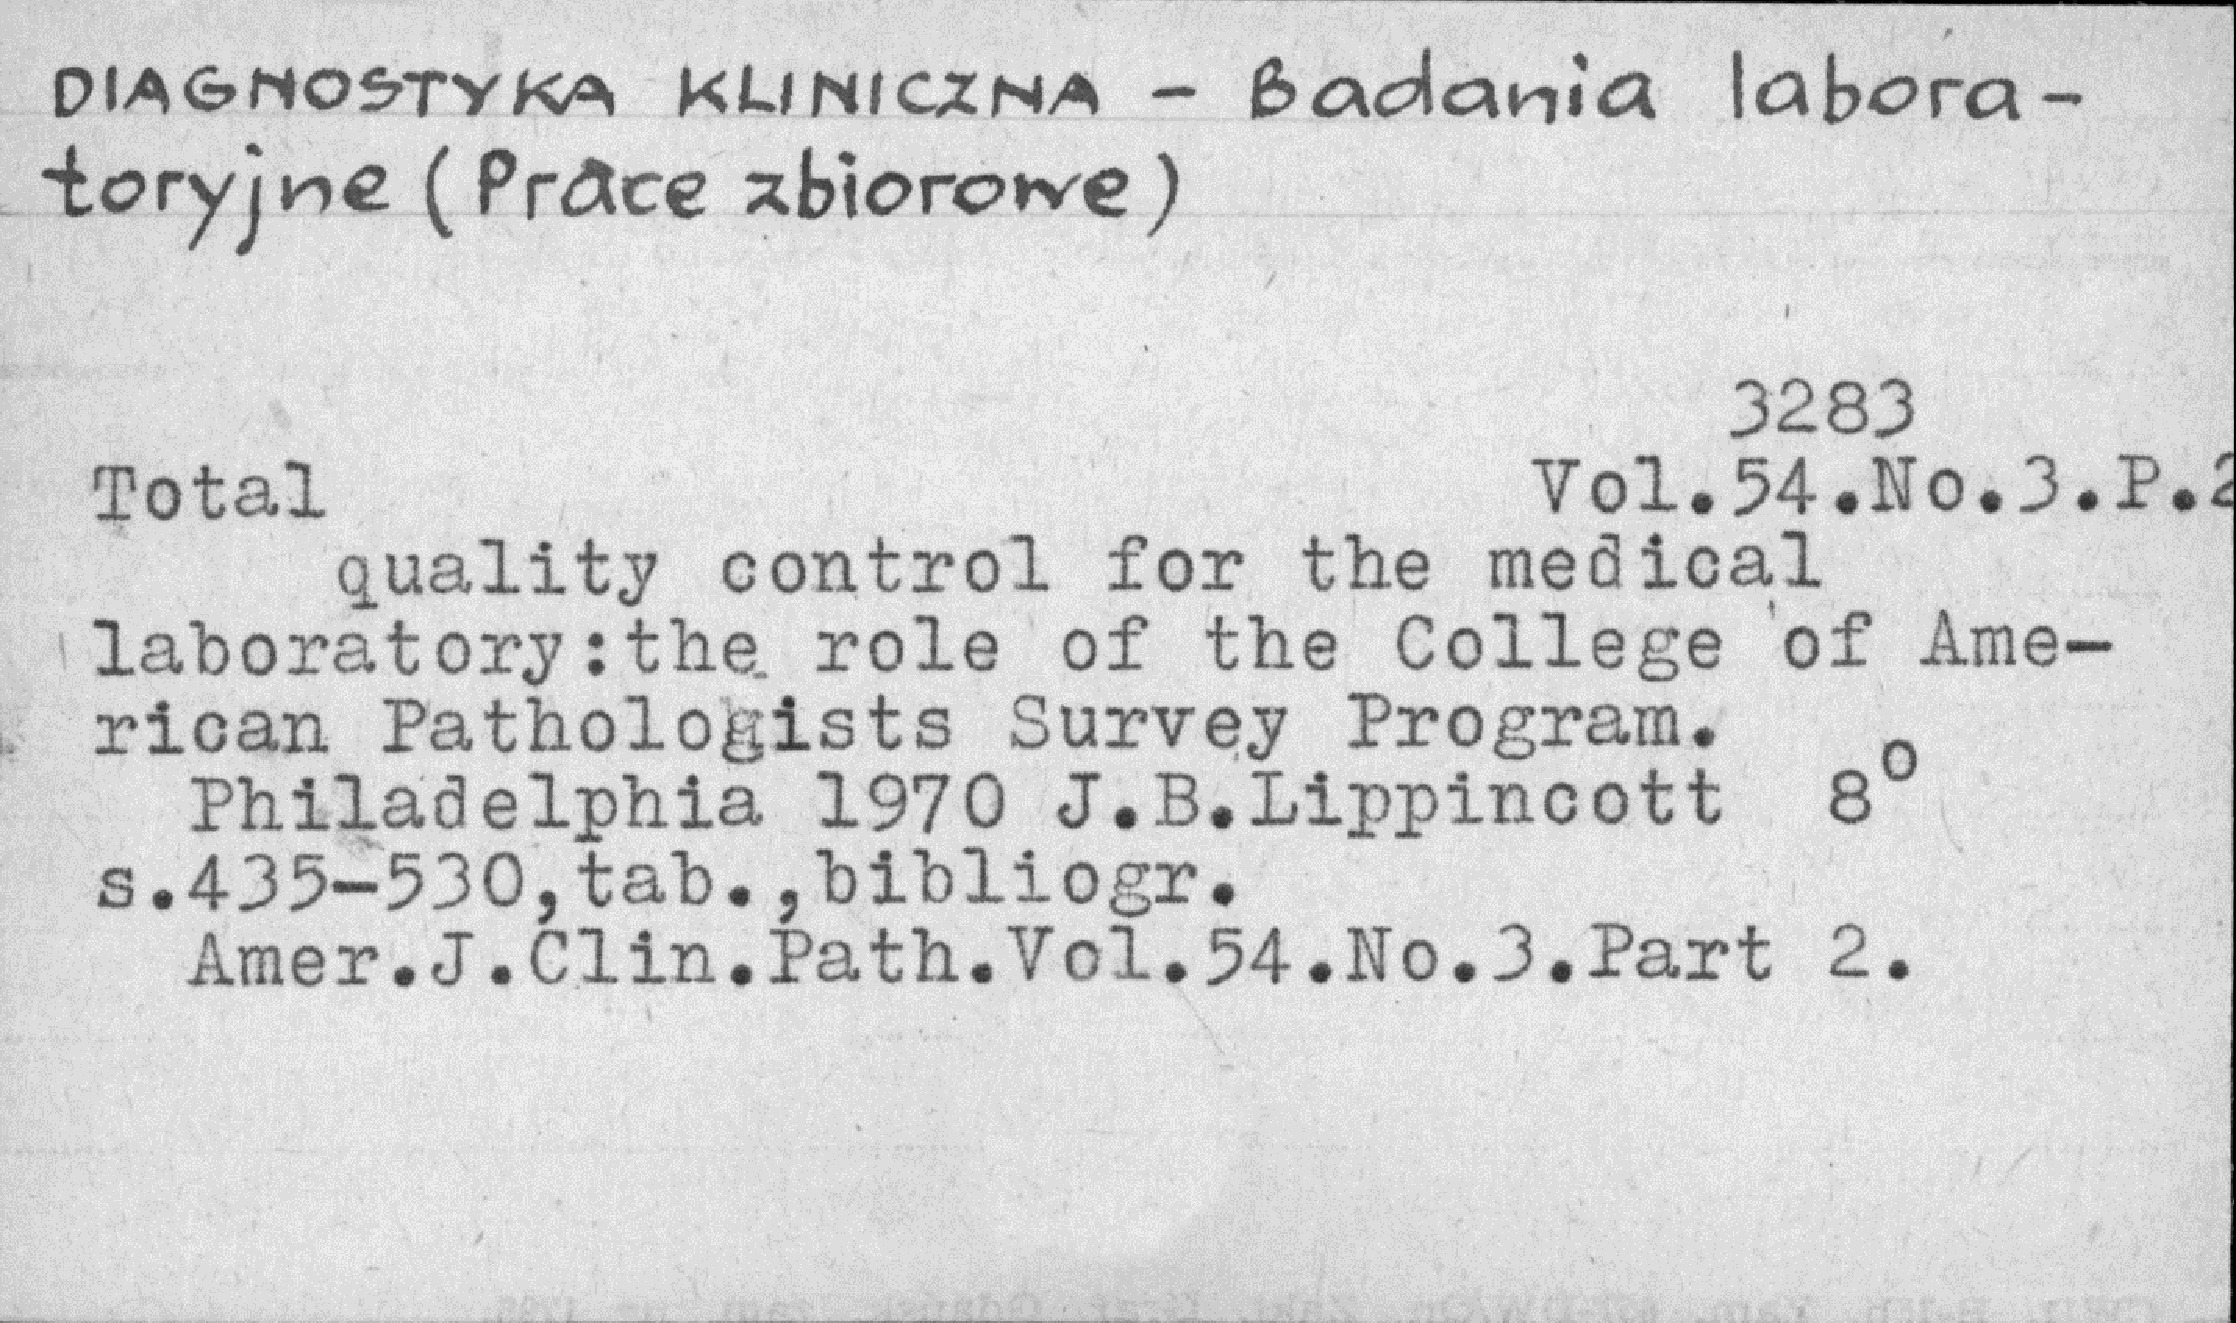 DIAGNOSTYKA KLINICZNA - Badania labora-
toryjne (Prace zbiorowe)
3283
Total Vol.54.No.3.P.2
quality control for the medical
laboratory:the role of the College of Ame-
rican Pathologists Survey Program.
Philadelphia 1970 J.B.Lippincott 8°
s.435-530,tab.,bibliogr.
Amer.J.Clin.Path.Vol.54.No.3.Part 2.